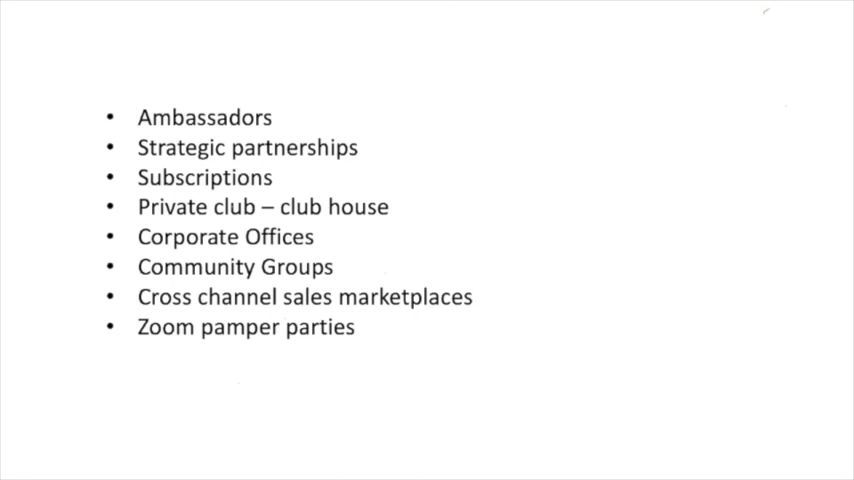 • Ambassadors
• Strategic partnerships
• Subscriptions
• Private club – club house
• Corporate Offices
• Community Groups
• Cross channel sales marketplaces
• Zoom pamper parties